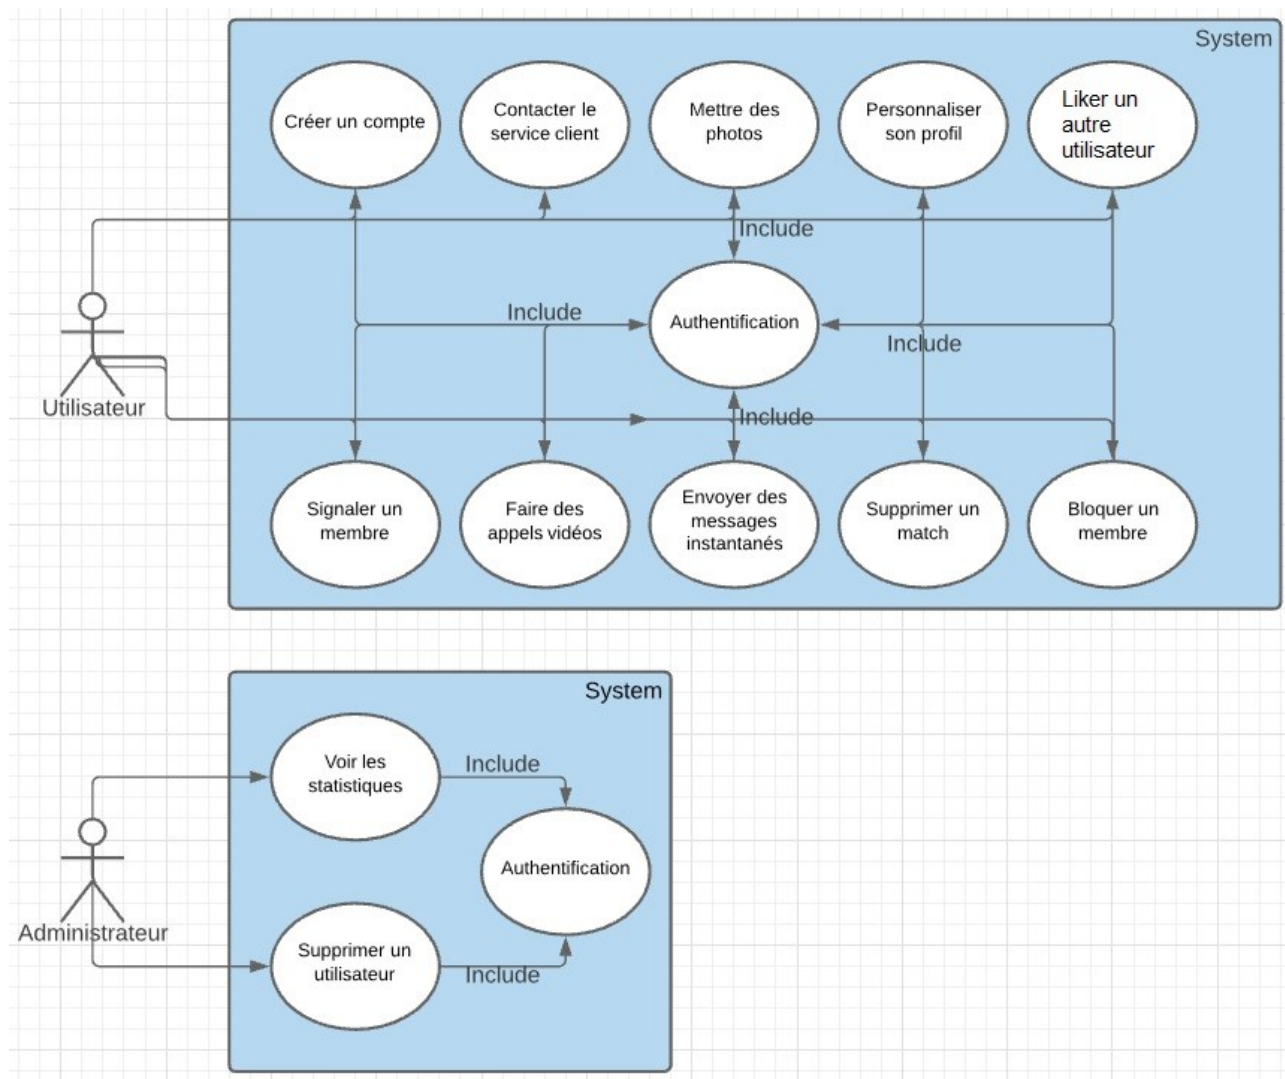 System
Créer un compte
Contacter le
service client
Mettre des
photos
Personnaliser
son profil
Liker un
autre
utilisateur
Include
Include
Authentification
Include
Utilisateur
Include
Signaler un
membre
Faire des
appels vidéos
Envoyer des
messages
instantanés
Supprimer un
match
Bloquer un
membre
System
Voir les
statistiques
Include
Authentification
Administrateur
Supprimer un
utilisateur
Include